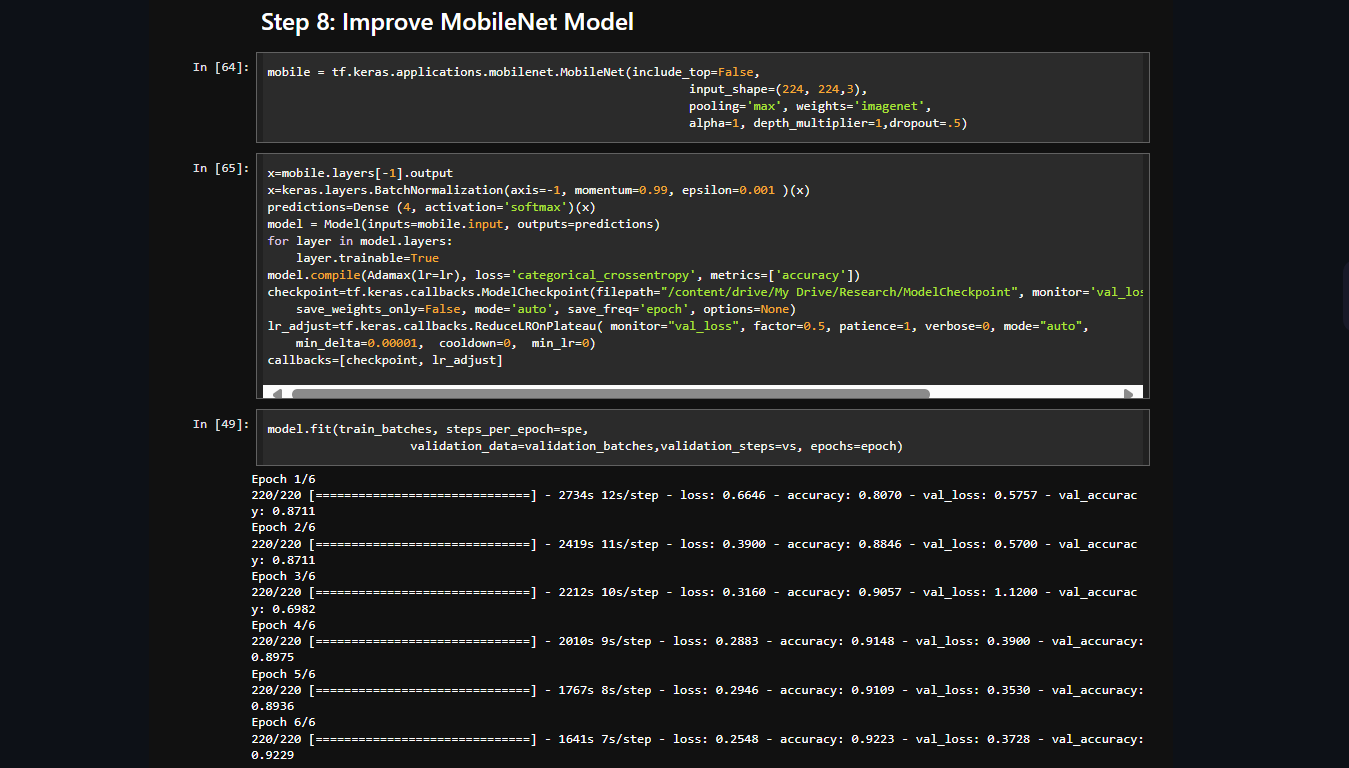 Step 8: Improve MobileNet Model
In [64]:
mobile = tf.keras.applications.mobilenet.MobileNet(include_top=False,
input_shape=(224, 224,3),
pooling='max', weights='imagenet',
alpha=1, depth_multiplier=1,dropout=.5)
In [65]:
x=mobile.layers[-1].output
x=keras.layers.BatchNormalization(axis=-1, momentum=0.99, epsilon=0.001 )(x)
predictions=Dense (4, activation='softmax')(x)
model = Model(inputs=mobile.input, outputs=predictions)
for layer in model.layers:
layer.trainable=True
model.compile(Adamax(lr=lr), loss='categorical_crossentropy', metrics=['accuracy'])
checkpoint=tf.keras.callbacks.ModelCheckpoint(filepath="/content/drive/My Drive/Research/ModelCheckpoint", monitor='val_los
save_weights_only=False, mode='auto', save_freq='epoch', options=None)
lr_adjust=tf.keras.callbacks.ReduceLROnPlateau( monitor="val_loss", factor=0.5, patience=1, verbose=0, mode="auto",
min_delta=0.00001,  cooldown=0,  min_lr=0)
callbacks=[checkpoint, lr_adjust]
In [49]:
model.fit(train_batches, steps_per_epoch=spe,
validation_data=validation_batches,validation_steps=vs, epochs=epoch)
Epoch 1/6
220/220 [==============================] - 2734s 12s/step - loss: 0.6646 - accuracy: 0.8070 - val_loss: 0.5757 - val_accurac
y: 0.8711
Epoch 2/6
220/220 [==============================] - 2419s 11s/step - loss: 0.3900 - accuracy: 0.8846 - val_loss: 0.5700 - val_accurac
y: 0.8711
Epoch 3/6
220/220 [==============================] - 2212s 10s/step - loss: 0.3160 - accuracy: 0.9057 - val_loss: 1.1200 - val_accurac
y: 0.6982
Epoch 4/6
220/220 [==============================] - 2010s 9s/step - loss: 0.2883 - accuracy: 0.9148 - val_loss: 0.3900 - val_accuracy:
0.8975
Epoch 5/6
220/220 [==============================] - 1767s 8s/step - loss: 0.2946 - accuracy: 0.9109 - val_loss: 0.3530 - val_accuracy:
0.8936
Epoch 6/6
220/220 [==============================] - 1641s 7s/step - loss: 0.2548 - accuracy: 0.9223 - val_loss: 0.3728 - val_accuracy:
0.9229